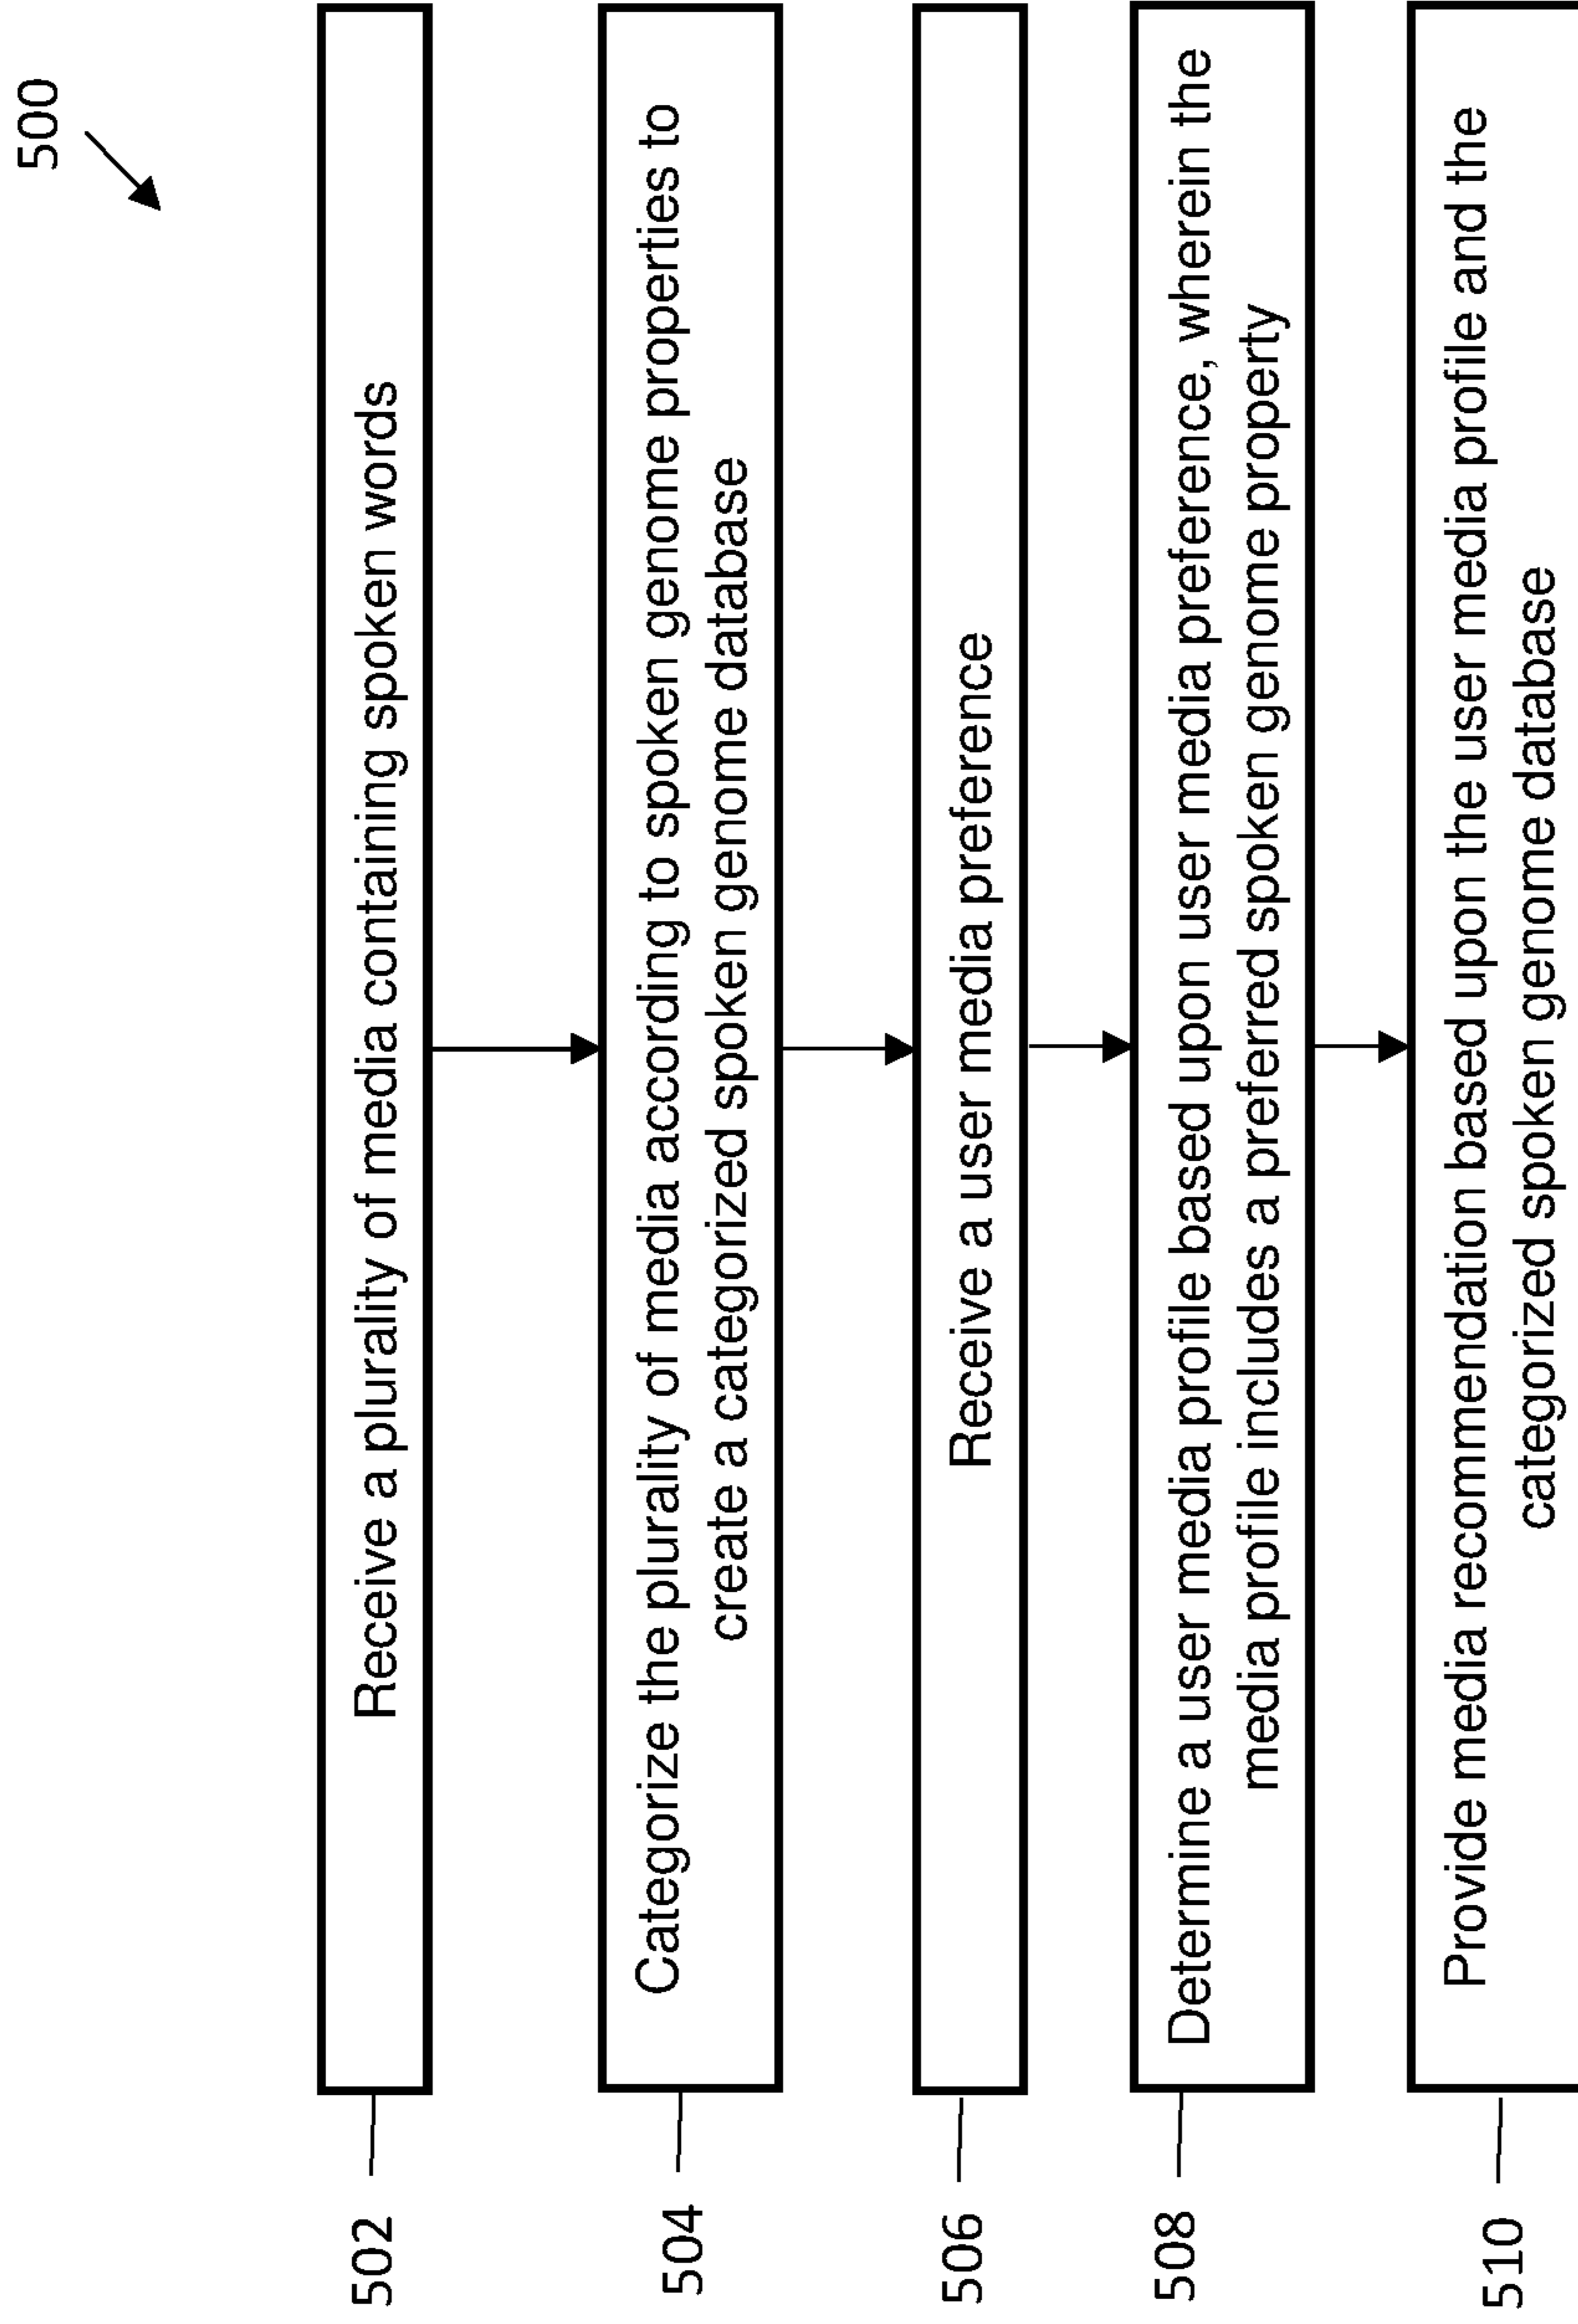 500
502
Receive a plurality of media containing spoken words
504
Categorize the plurality of media according to spoken genome properties to
create a categorized spoken genome database
506
Receive a user media preference
508
Determine a user media profile based upon user media preference, wherein the
media profile includes a preferred spoken genome property
510
Provide media recommendation based upon the user media profile and the
categorized spoken genome database